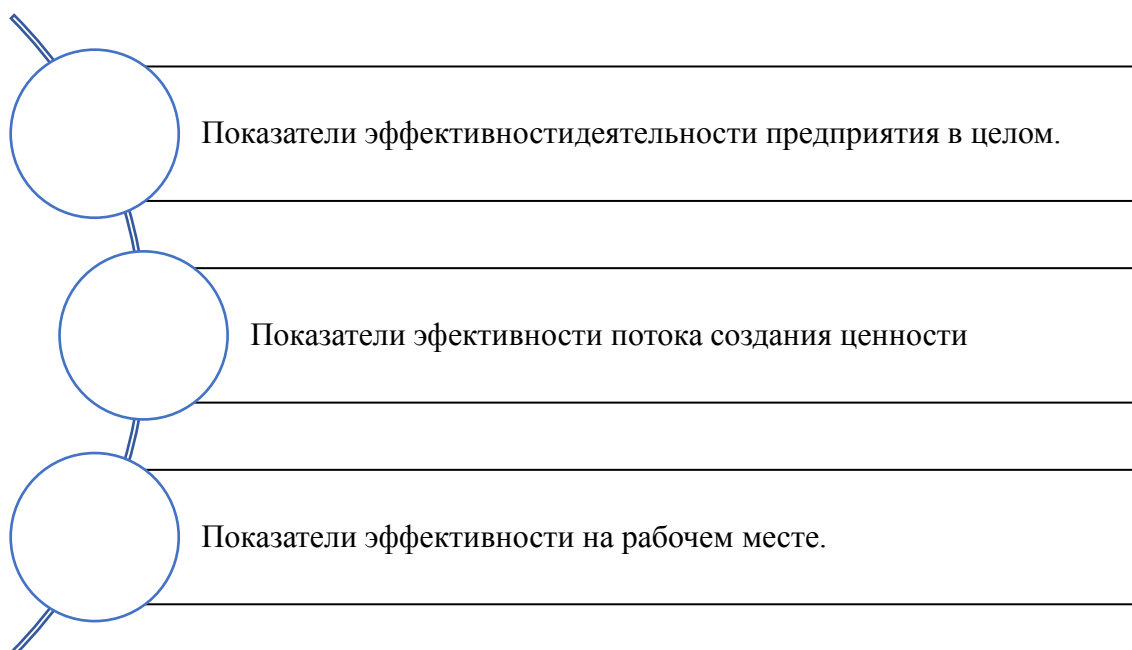 Показатели эффективностидеятельности предприятия в целом.
Показатели эфективности потока создания ценности
Показатели эффективности на рабочем месте.